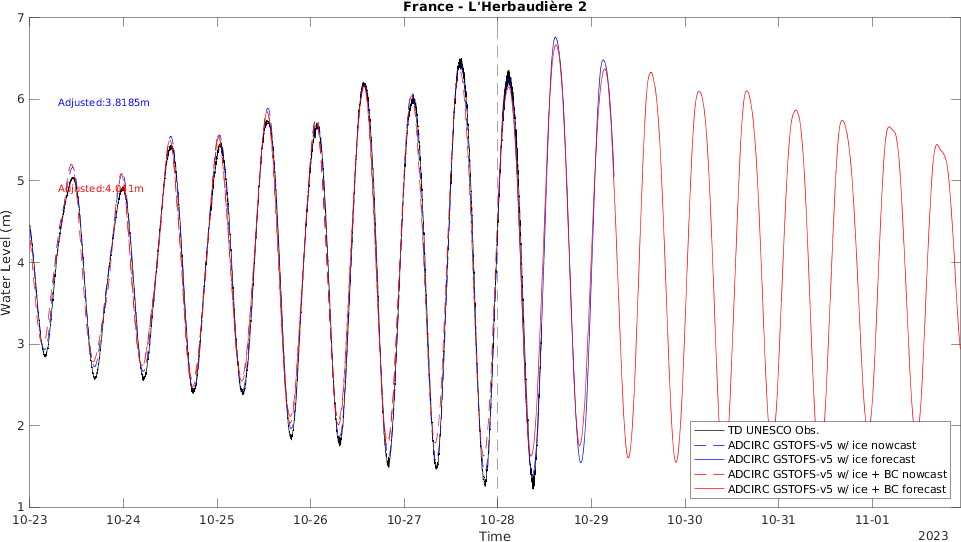 France - L'Herbaudière 2
7
6
5
4
3
2
1
Water Level (m)
Adjusted:3.8185m
Adjusted:4.041m
TD UNESCO Obs.
ADCIRC GSTOFS-v5 w/ ice nowcast
ADCIRC GSTOFS-v5 w/ ice forecast
ADCIRC GSTOFS-v5 w/ ice + BC nowcast
ADCIRC GSTOFS-v5 w/ ice + BC forecast
10-23
10-24
10-25
10-26
10-27
10-28
10-29
10-30
10-31
11-01
Time
2023